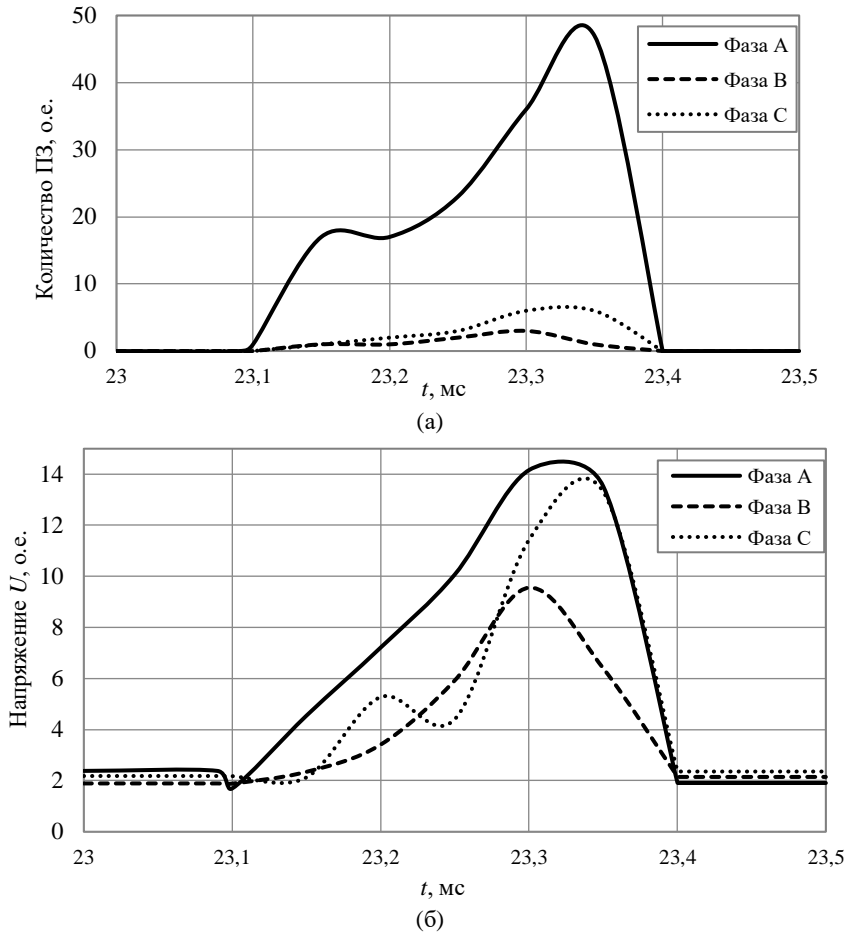 50
40
30
20
10
0
Количество ПЗ, о.е.
Фаза A
Фаза B
Фаза C
23
23,1
23,2
23,3
23,4
23,5
t, мс
(а)
14
12
10
8
6
4
2
0
Напряжение U, о.е.
Фаза A
Фаза B
Фаза C
23
23,1
23,2
23,3
23,4
23,5
t, мс
(б)